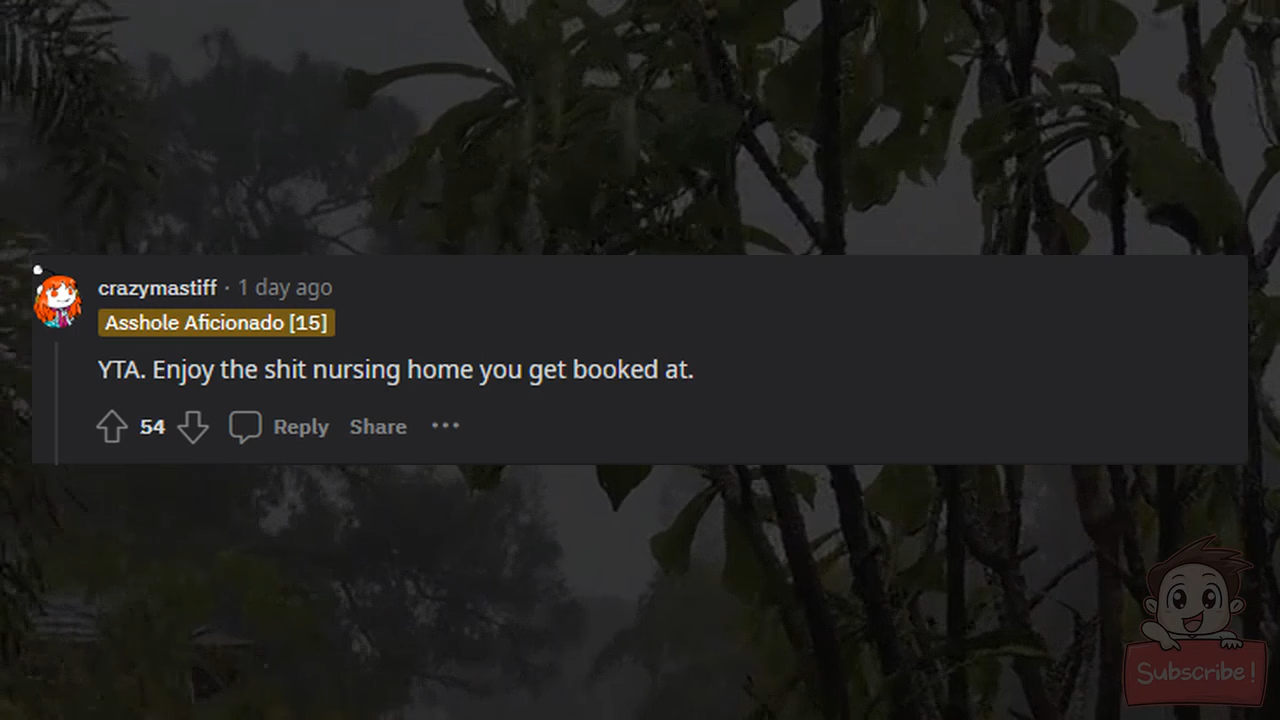 crazymastiff · 1 day ago
Asshole Aficionado [15]
YTA. Enjoy the shit nursing home you get booked at.
54 Reply Share ···
Subscribe!